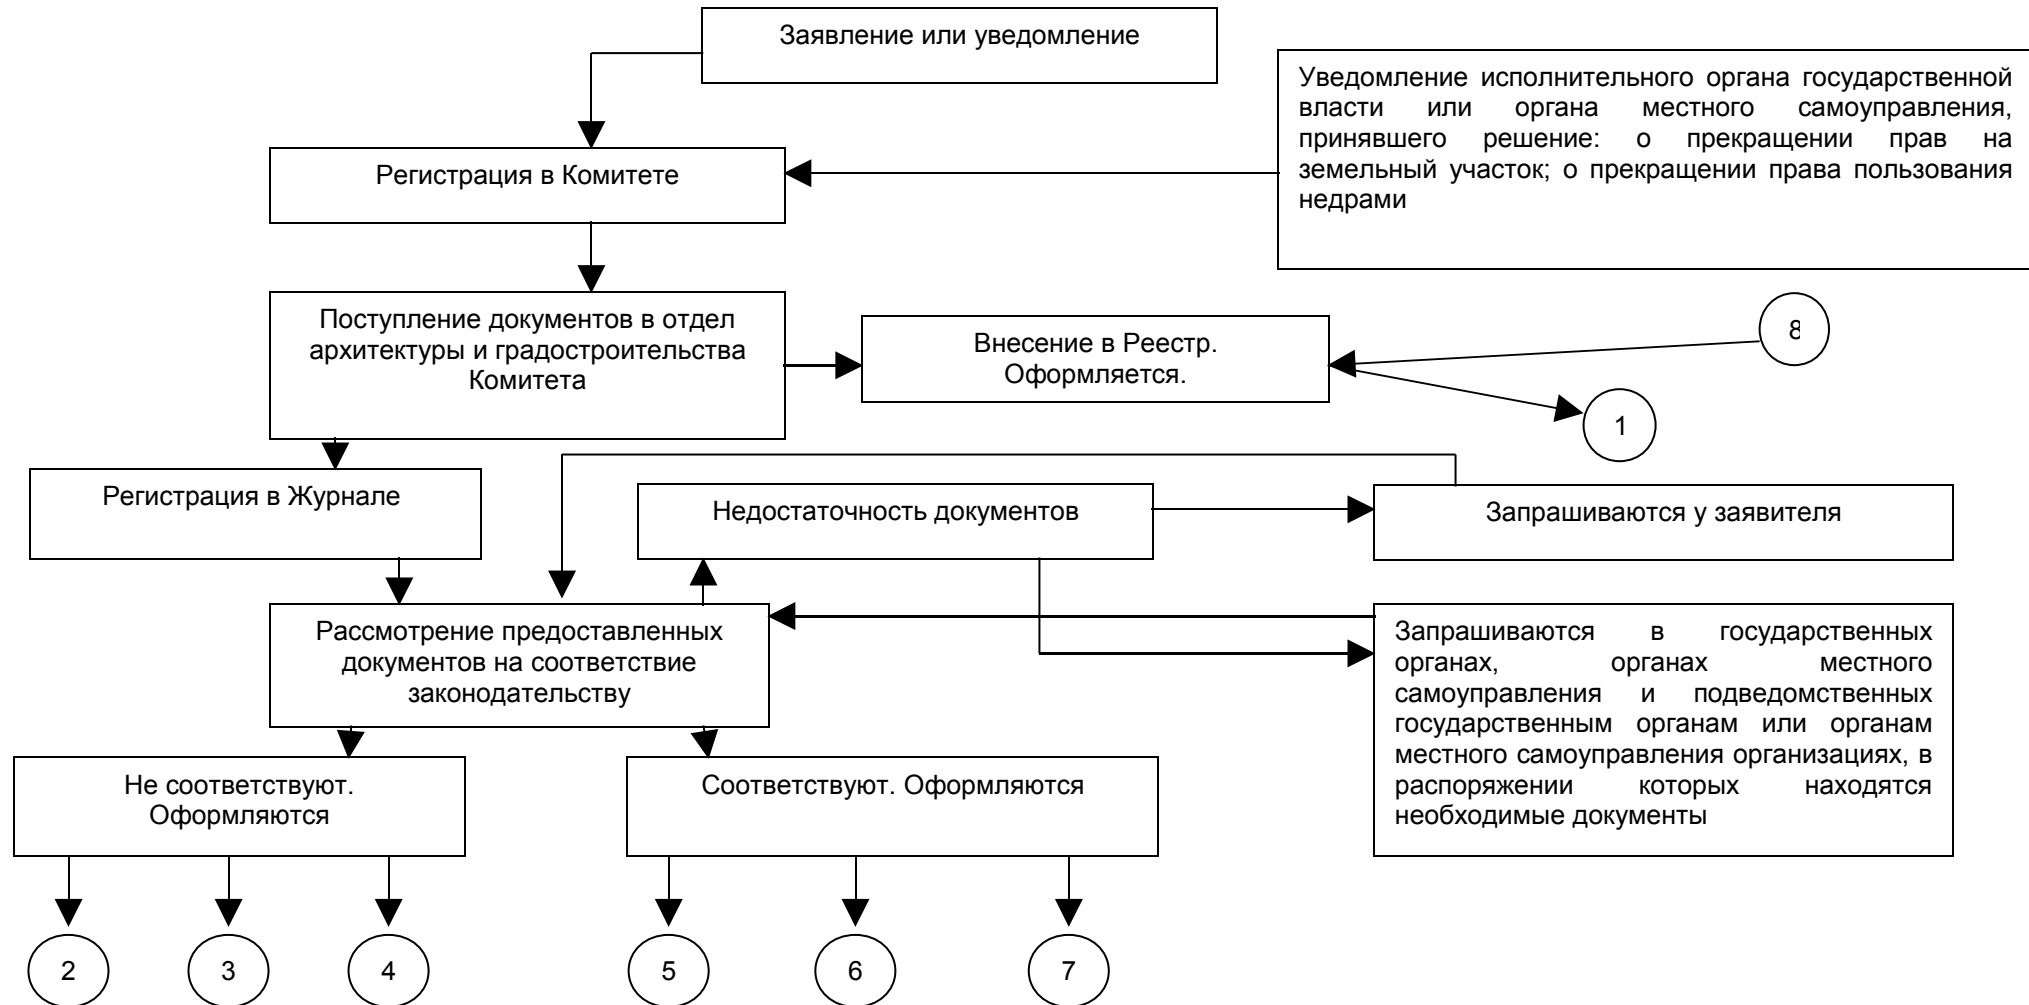 Заявление или уведомление
Уведомление исполнительного органа государственной
власти или органа местного самоуправления,
принявшего решение: о прекращении прав на
земельный участок; о прекращении права пользования
недрами
Регистрация в Комитете
Поступление документов в отдел
архитектуры и градостроительства
Комитета
Внесение в Реестр.
Оформляется.
8
1
Регистрация в Журнале
Недостаточность документов
Запрашиваются у заявителя
Рассмотрение предоставленных
документов на соответствие
законодательству
Запрашиваются в государственных
органах, органах местного
самоуправления и подведомственных
государственным органам или органам
местного самоуправления организациях, в
распоряжении которых находятся
необходимые документы
Не соответствуют.
Оформляются
Соответствуют. Оформляются
2
3
4
5
6
7